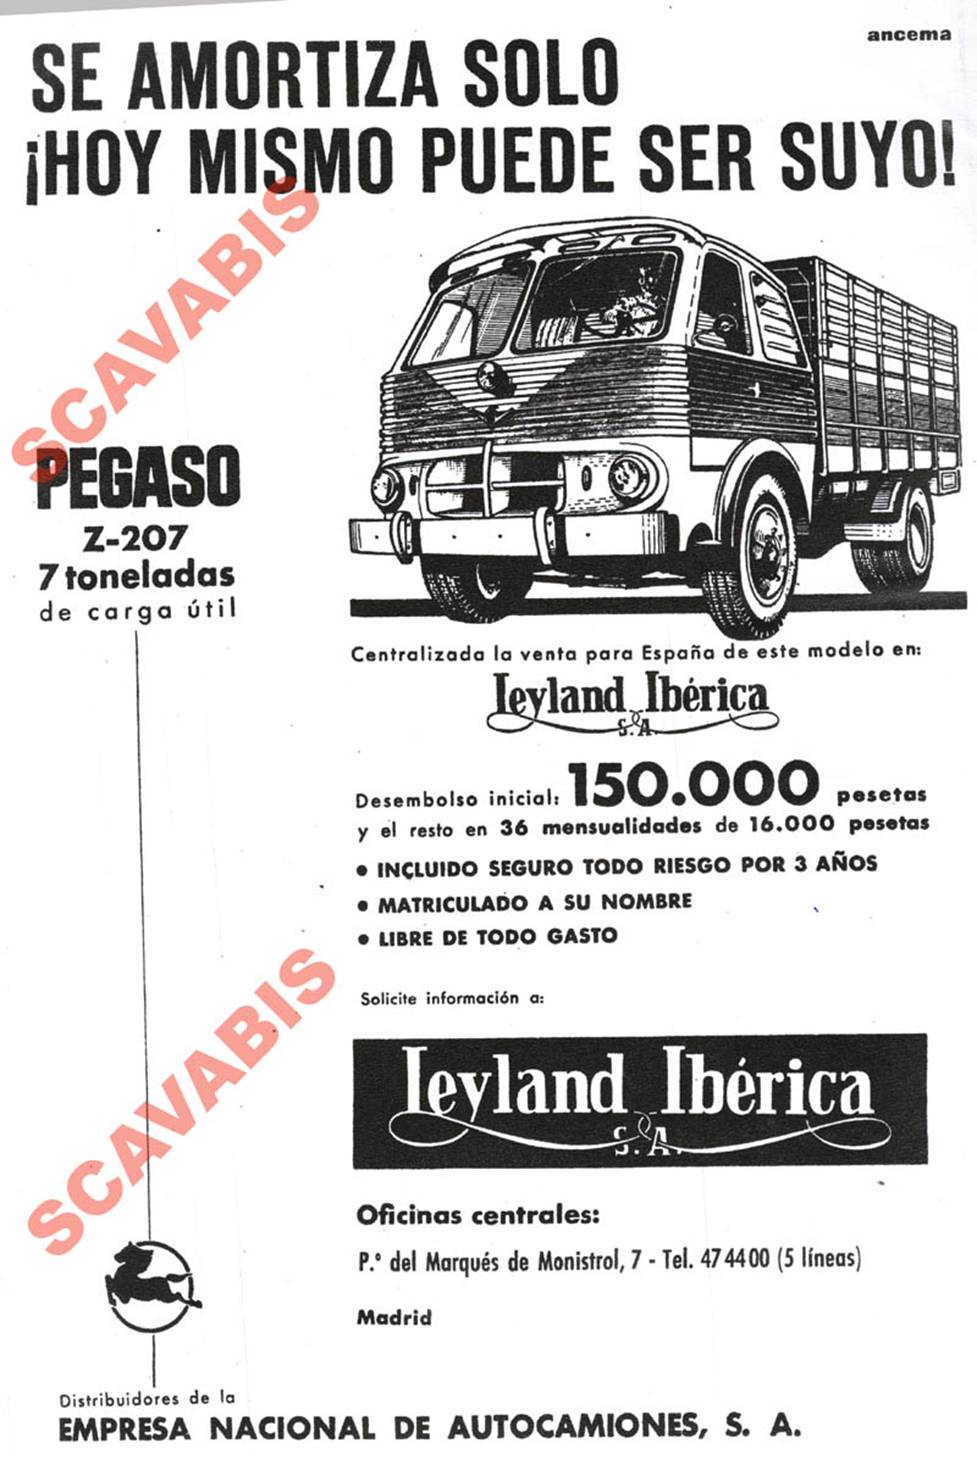 ancema
SE AMORTIZA SOLO
¡HOY MISMO PUEDE SER SUYO!
SCAVABIS
PEGASO
Z-207
7 toneladas
de carga útil
Centralizada la venta para España de este modelo en:
Leyland Ibérica
S.A.
Desembolso inicial: 150.000 pesetas
y el resto en 36 mensualidades de 16.000 pesetas
• INCLUIDO SEGURO TODO RIESGO POR 3 AÑOS
• MATRICULADO A SU NOMBRE
• LIBRE DE TODO GASTO
Solicite información a:
SCAVABIS
Leyland Ibérica
S.A.
Oficinas centrales:
P.º del Marqués de Monistrol, 7 - Tel. 47 44 00 (5 líneas)
Madrid
Distribuidores de la
EMPRESA NACIONAL DE AUTOCAMIONES, S. A.